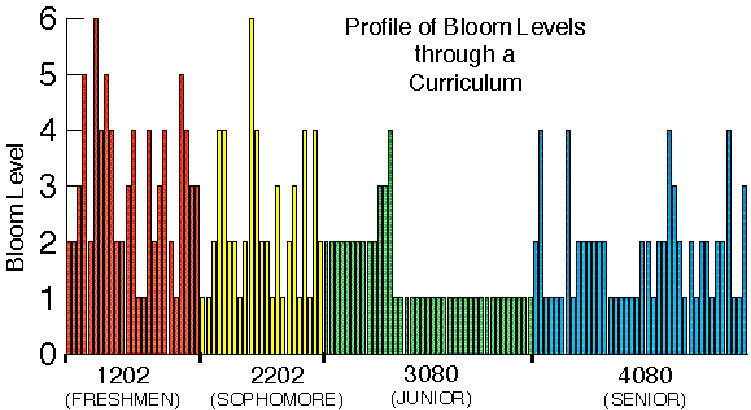 Profile of Bloom Levels
through a
Curriculum
Bloom Level
6
5
4
3
2
1
0
1202
2202
3080
4080
(FRESHMEN)
(SOPHOMORE)
(JUNIOR)
(SENIOR)